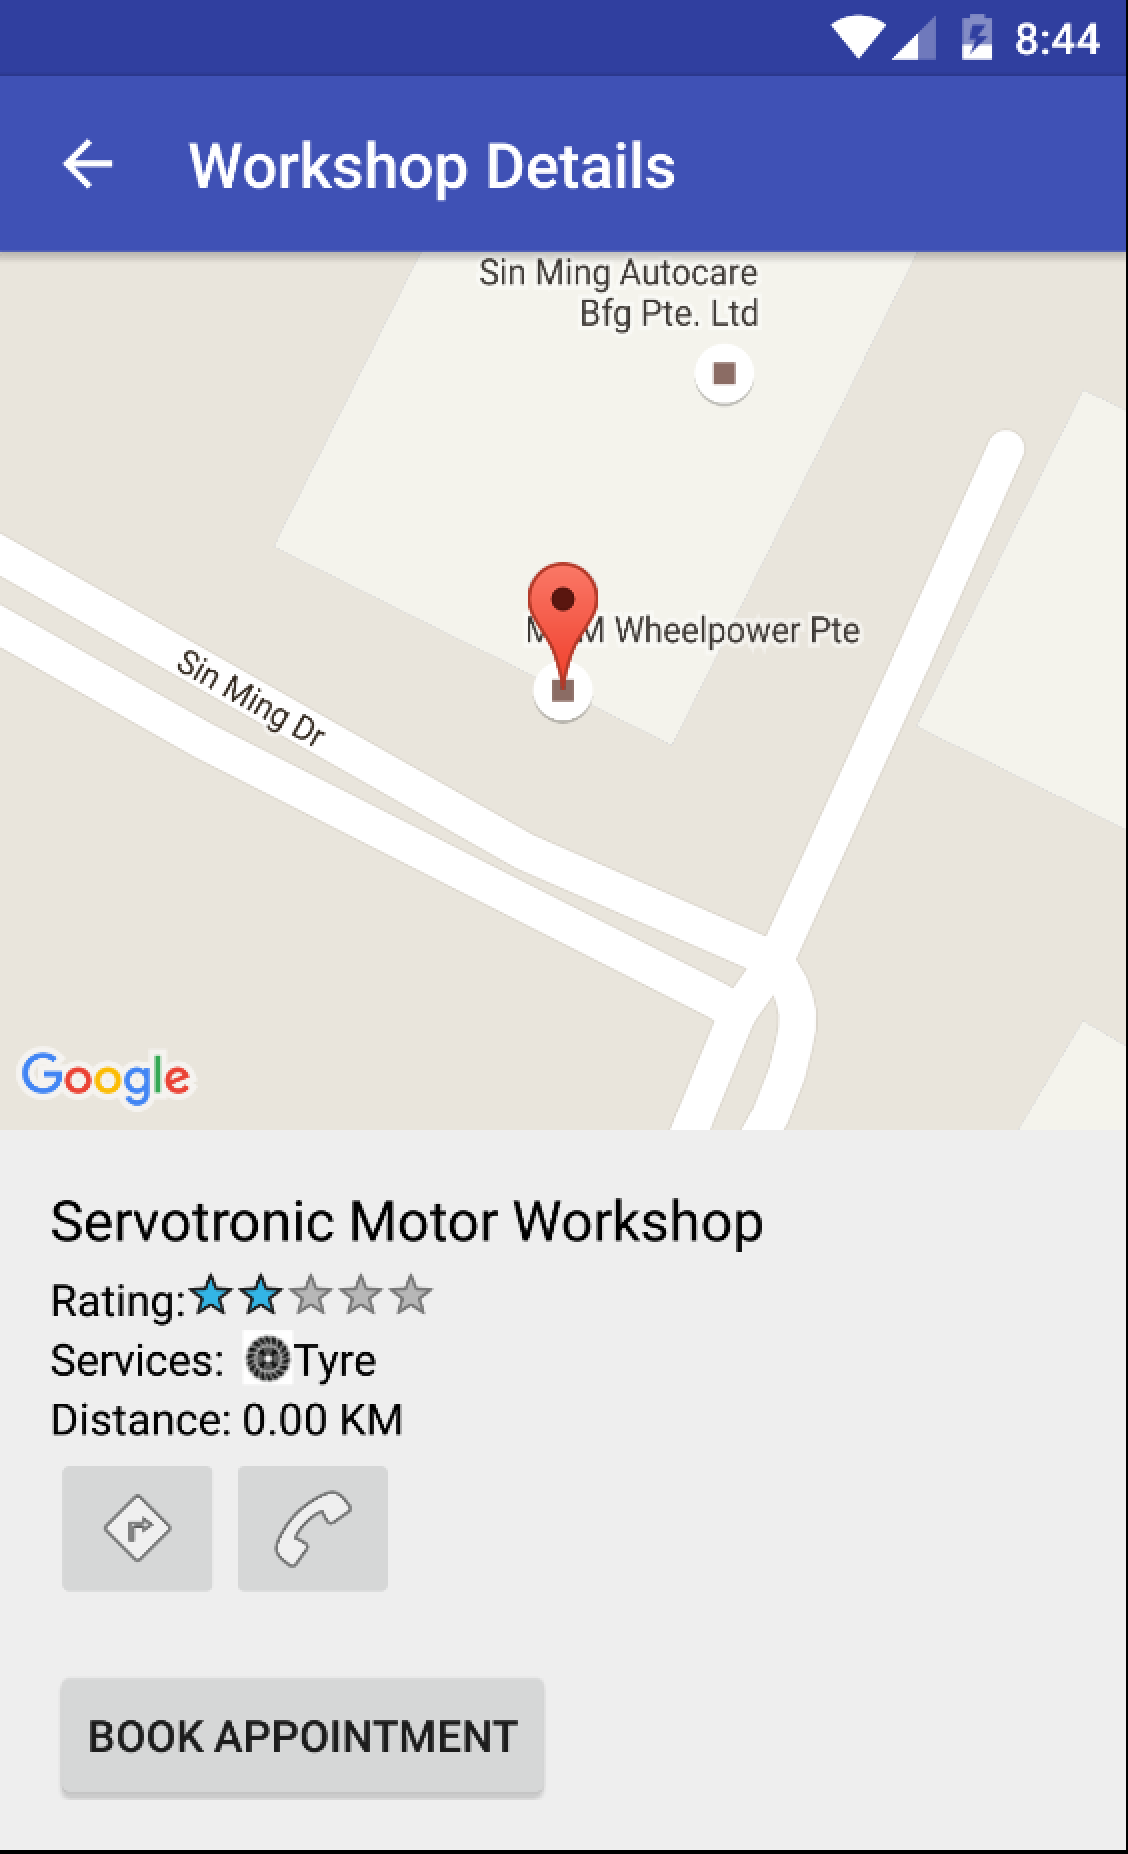 8:44
Workshop Details
Sin Ming Autocare
Bfg Pte. Ltd
Wheelpower Pte
Sin Ming Dr
Google
Servotronic Motor Workshop
Rating:
Services: Tyre
Distance: 0.00 KM
BOOK APPOINTMENT